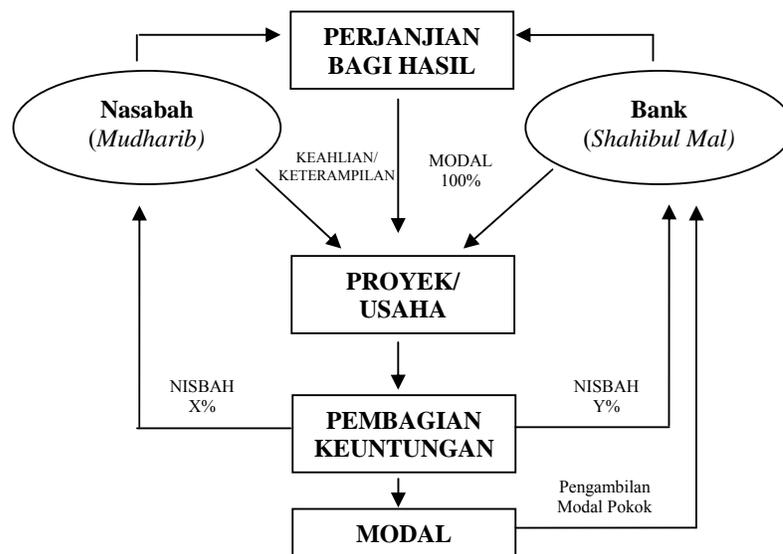 PERJANJIAN
BAGI HASIL
Nasabah
(Mudharib)
Bank
(Shahibul Mal)
KEAHLIAN/
KETERAMPILAN
MODAL
100%
PROYEK/
USAHA
NISBAH
X%
NISBAH
Y%
PEMBAGIAN
KEUNTUNGAN
Pengambilan
Modal Pokok
MODAL